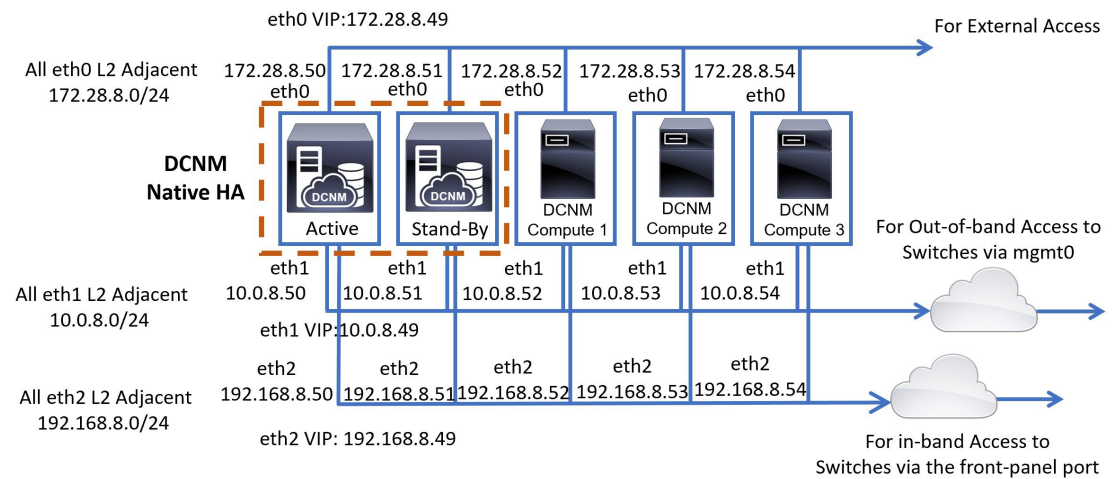 eth0 VIP:172.28.8.49
For External Access
All eth0 L2 Adjacent
172.28.8.0/24
172.28.8.50
eth0
172.28.8.51
eth0
172.28.8.52
eth0
172.28.8.53
eth0
172.28.8.54
eth0
DCNM
Native HA
DCNM
Active
DCNM
Stand-By
DCNM
Compute 1
DCNM
Compute 2
DCNM
Compute 3
For Out-of-band Access to
Switches via mgmt0
All eth1 L2 Adjacent
10.0.8.0/24
eth1
10.0.8.50
eth1
10.0.8.51
eth1
10.0.8.52
eth1
10.0.8.53
eth1
10.0.8.54
eth1 VIP:10.0.8.49
All eth2 L2 Adjacent
192.168.8.0/24
eth2
192.168.8.50
eth2
192.168.8.51
eth2
192.168.8.52
eth2
192.168.8.53
eth2
192.168.8.54
eth2 VIP: 192.168.8.49
For in-band Access to
Switches via the front-panel port